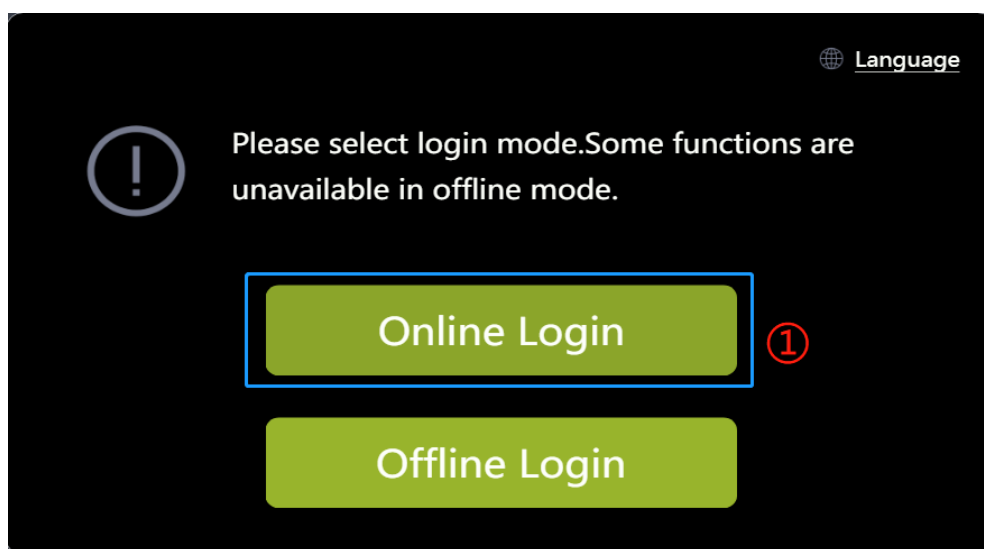 Language
Please select login mode.Some functions are
unavailable in offline mode.
Online Login
①
Offline Login